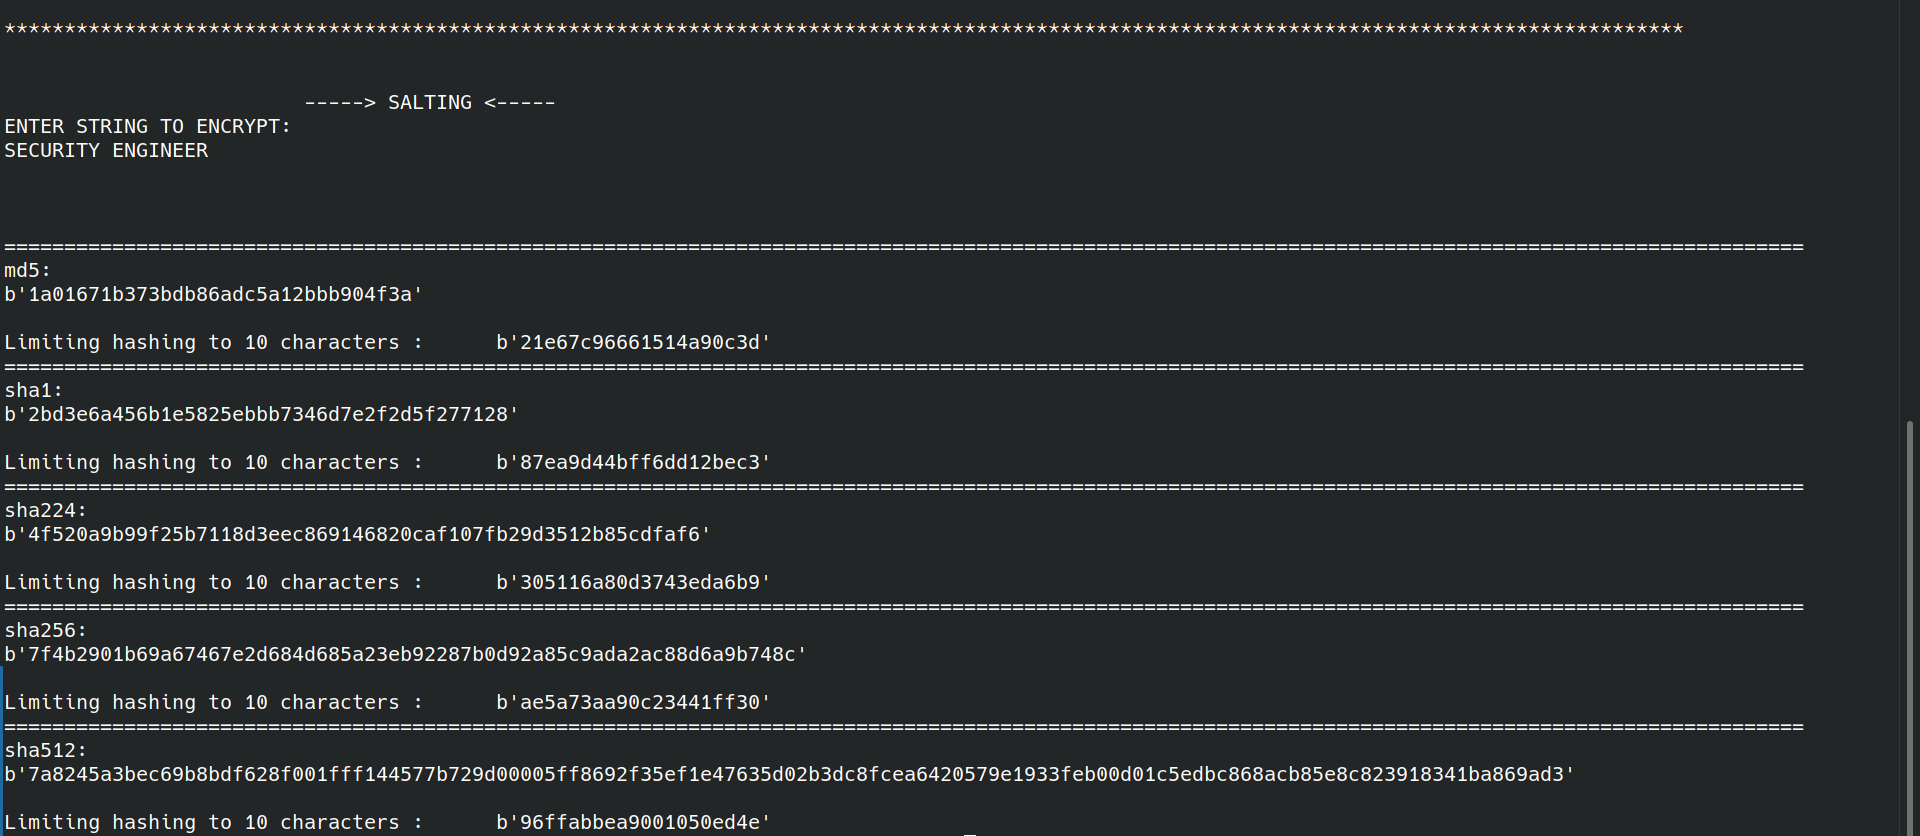 ********************************************************************************************************************************************
-----> SALTING <-----
ENTER STRING TO ENCRYPT:
SECURITY ENGINEER
======================================================================================================================================================
md5:
b'1a01671b373bdb86adc5a12bbb904f3a'
Limiting hashing to 10 characters :      b'21e67c96661514a90c3d'
======================================================================================================================================================
sha1:
b'2bd3e6a456b1e5825ebbb7346d7e2f2d5f277128'
Limiting hashing to 10 characters :      b'87ea9d44bff6dd12bec3'
======================================================================================================================================================
sha224:
b'4f520a9b99f25b7118d3eec869146820caf107fb29d3512b85cdfaf6'
Limiting hashing to 10 characters :      b'305116a80d3743eda6b9'
======================================================================================================================================================
sha256:
b'7f4b2901b69a67467e2d684d685a23eb92287b0d92a85c9ada2ac88d6a9b748c'
Limiting hashing to 10 characters :      b'ae5a73aa90c23441ff30'
======================================================================================================================================================
sha512:
b'7a8245a3bec69b8bdf628f001fff144577b729d00005ff8692f35ef1e47635d02b3dc8fcea6420579e1933feb00d01c5edbc868acb85e8c823918341ba869ad3'
Limiting hashing to 10 characters :      b'96ffabbea9001050ed4e'